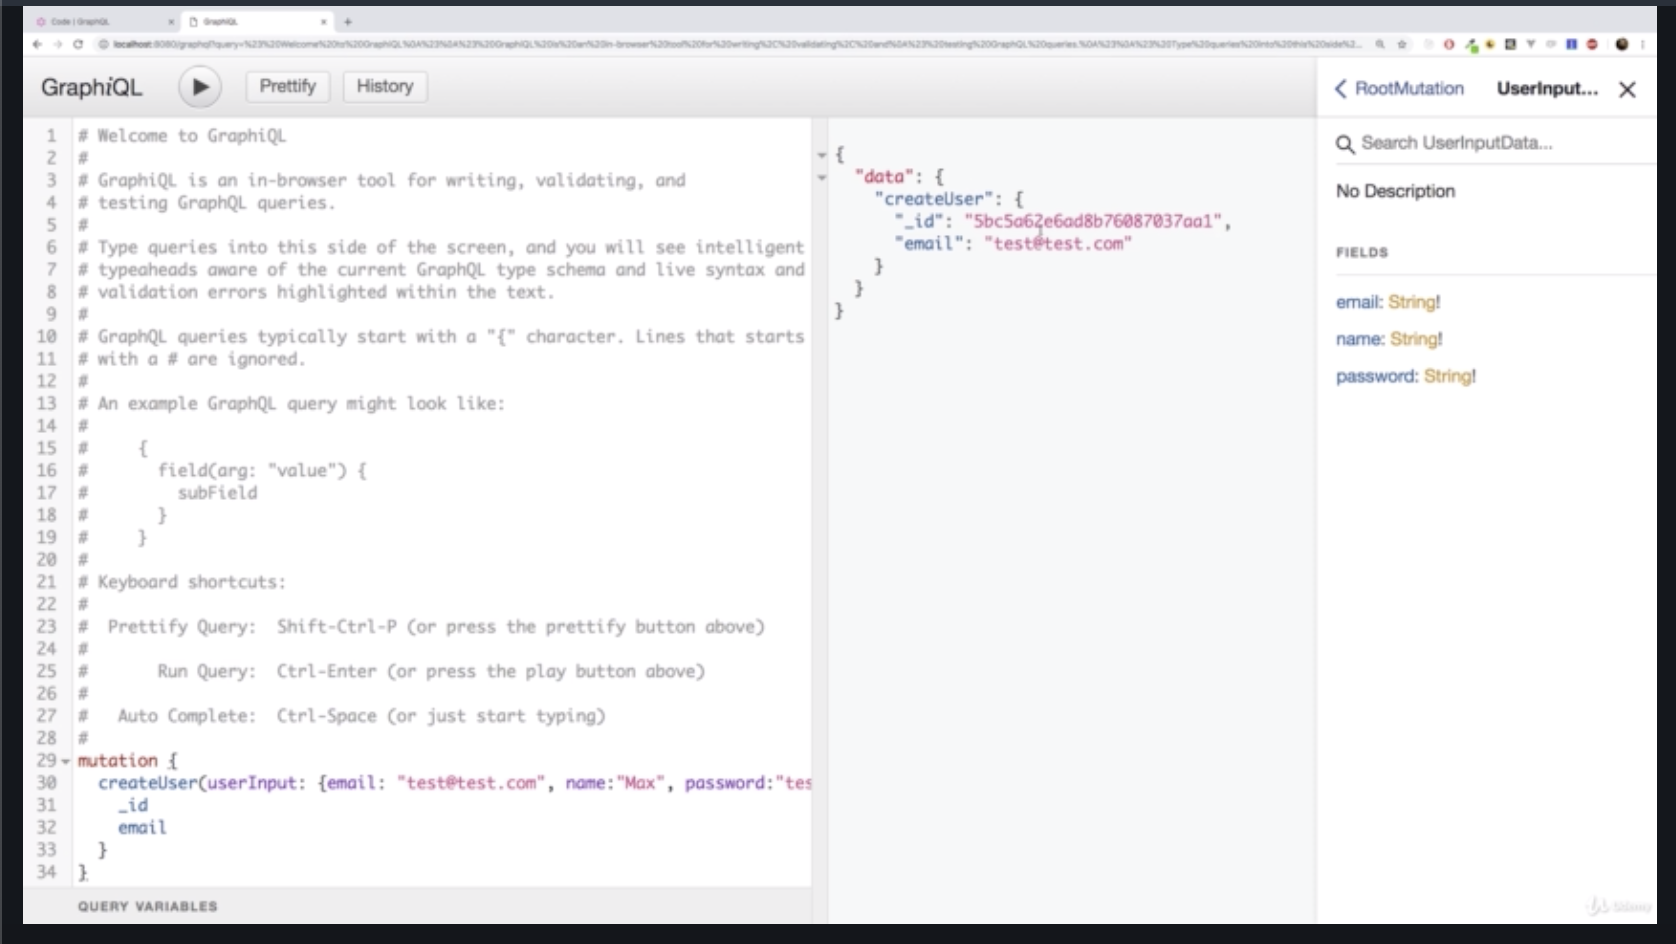 Code | GraphQL
GraphiQL
GraphiQL
Prettify
History
RootMutation
UserInput...
Search UserInputData...
No Description
FIELDS
email: String!
name: String!
password: String!
1 # Welcome to GraphiQL
2 #
3 # GraphiQL is an in-browser tool for writing, validating, and
4 # testing GraphQL queries.
5 #
6 # Type queries into this side of the screen, and you will see intelligent
7 # typeaheads aware of the current GraphQL type schema and live syntax and
8 # validation errors highlighted within the text.
9 #
10 # GraphQL queries typically start with a "{" character. Lines that starts
11 # with a # are ignored.
12 #
13 # An example GraphQL query might look like:
14 #
15 #     {
16 #       field(arg: "value") {
17 #         subField
18 #       }
19 #     }
20 #
21 # Keyboard shortcuts:
22 #
23 #  Prettify Query:  Shift-Ctrl-P (or press the prettify button above)
24 #
25 #       Run Query:  Ctrl-Enter (or press the play button above)
26 #
27 #   Auto Complete:  Ctrl-Space (or just start typing)
28 #
29 mutation {
30   createUser(userInput: {email: "test@test.com", name:"Max", password:"tes
31     _id
32     email
33   }
34 }
QUERY VARIABLES
{
  "data": {
    "createUser": {
      "_id": "5bc5a62e6ad8b76087037aa1",
      "email": "test@test.com"
    }
  }
}
Udemy